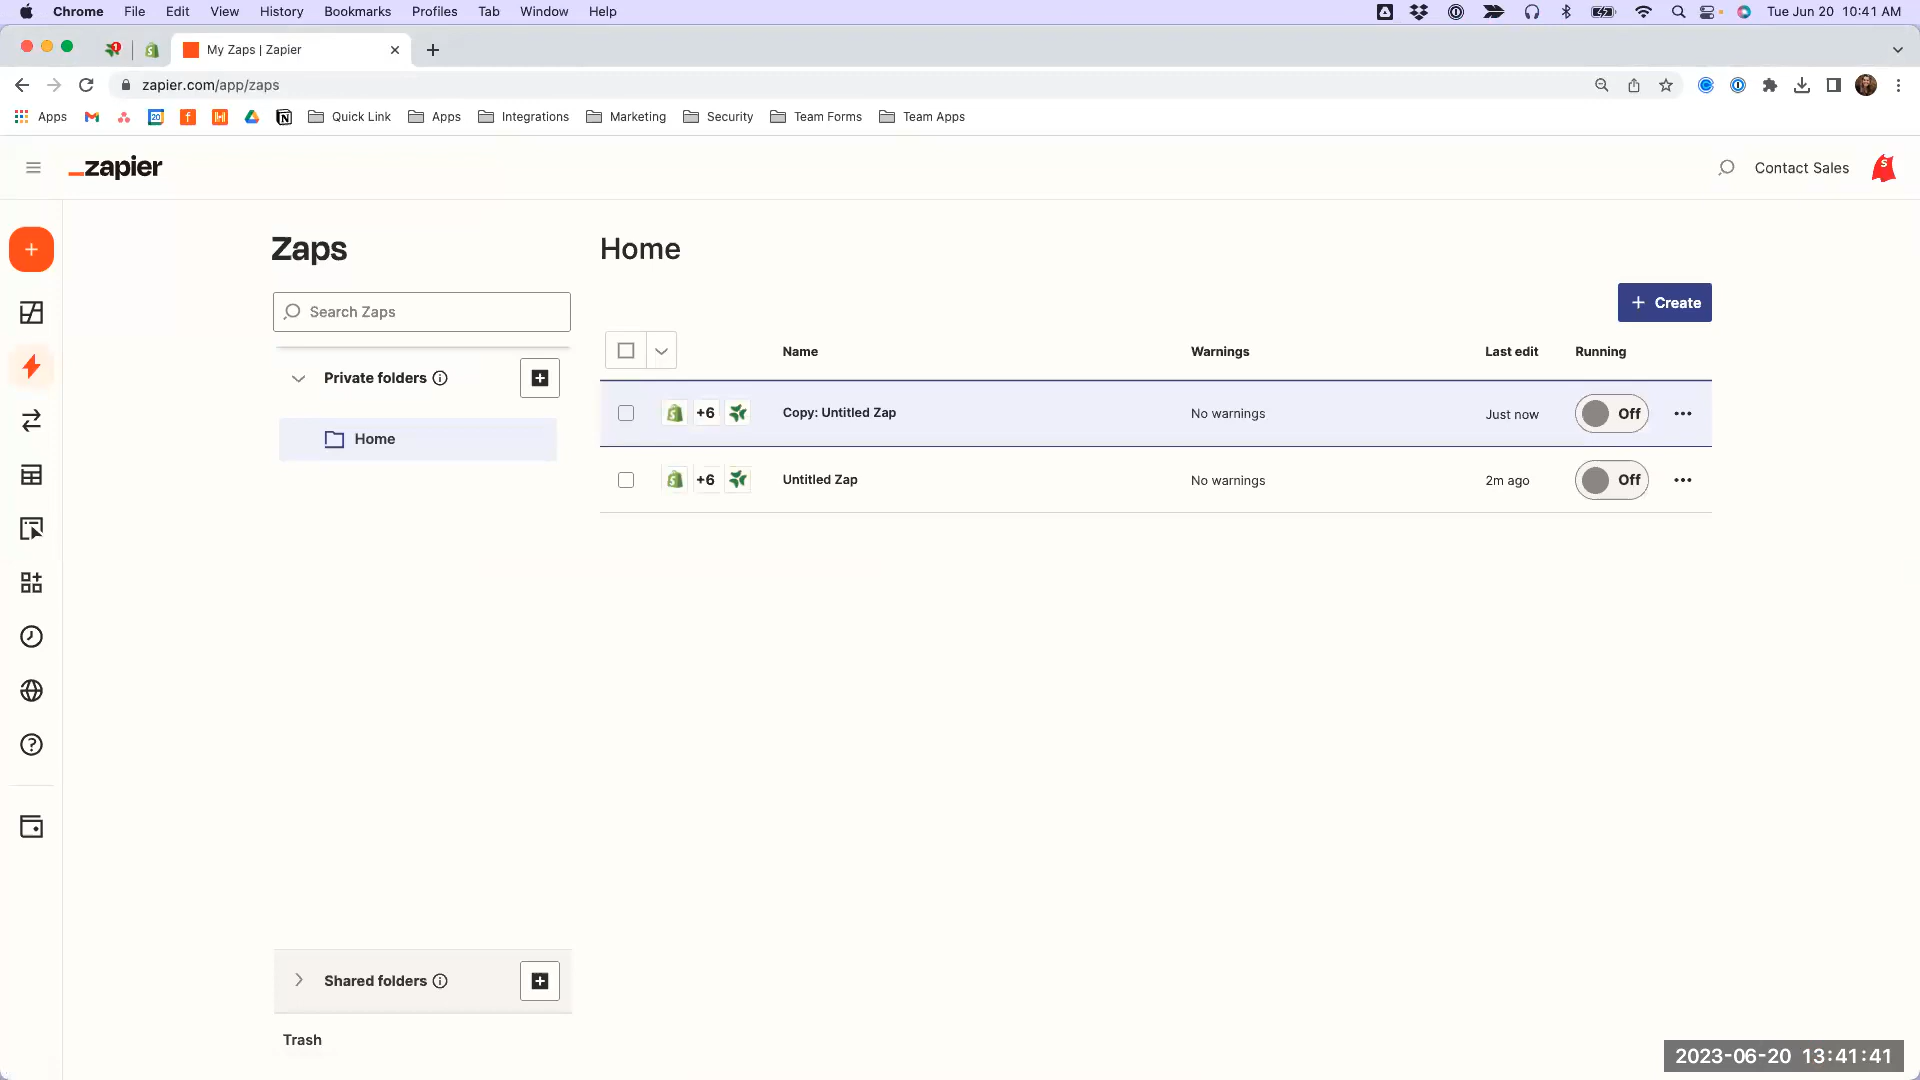 Chrome File Edit View History Bookmarks Profiles Tab Window Help Tue Jun 20 10:41 AM
1 My Zaps | Zapier
zapier.com/app/zaps
Apps 20 Quick Link Apps Integrations Marketing Security Team Forms Team Apps
zapier Contact Sales S
Zaps
Home
Search Zaps
+ Create
Name Warnings Last edit Running
Private folders
Home
+6 Copy: Untitled Zap No warnings Just now Off
+6 Untitled Zap No warnings 2m ago Off
Shared folders
Trash
2023-06-20 13:41:41